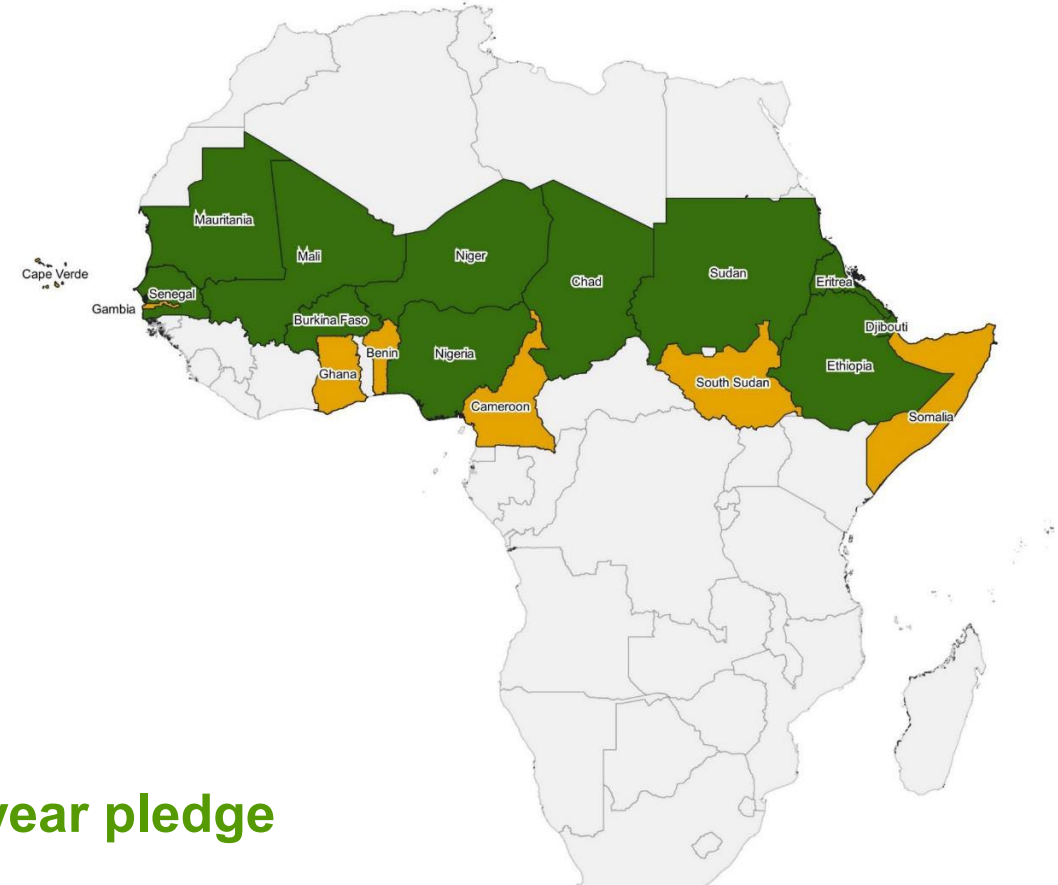 Mauritania
Mali
Niger
Cape Verde
Chad
Sudan
Eritrea
Senegal
Gambia
Burkina Faso
Djibouti
Benin
Nigeria
Ethiopia
Ghana
South Sudan
Cameroon
Somalia
year pledge